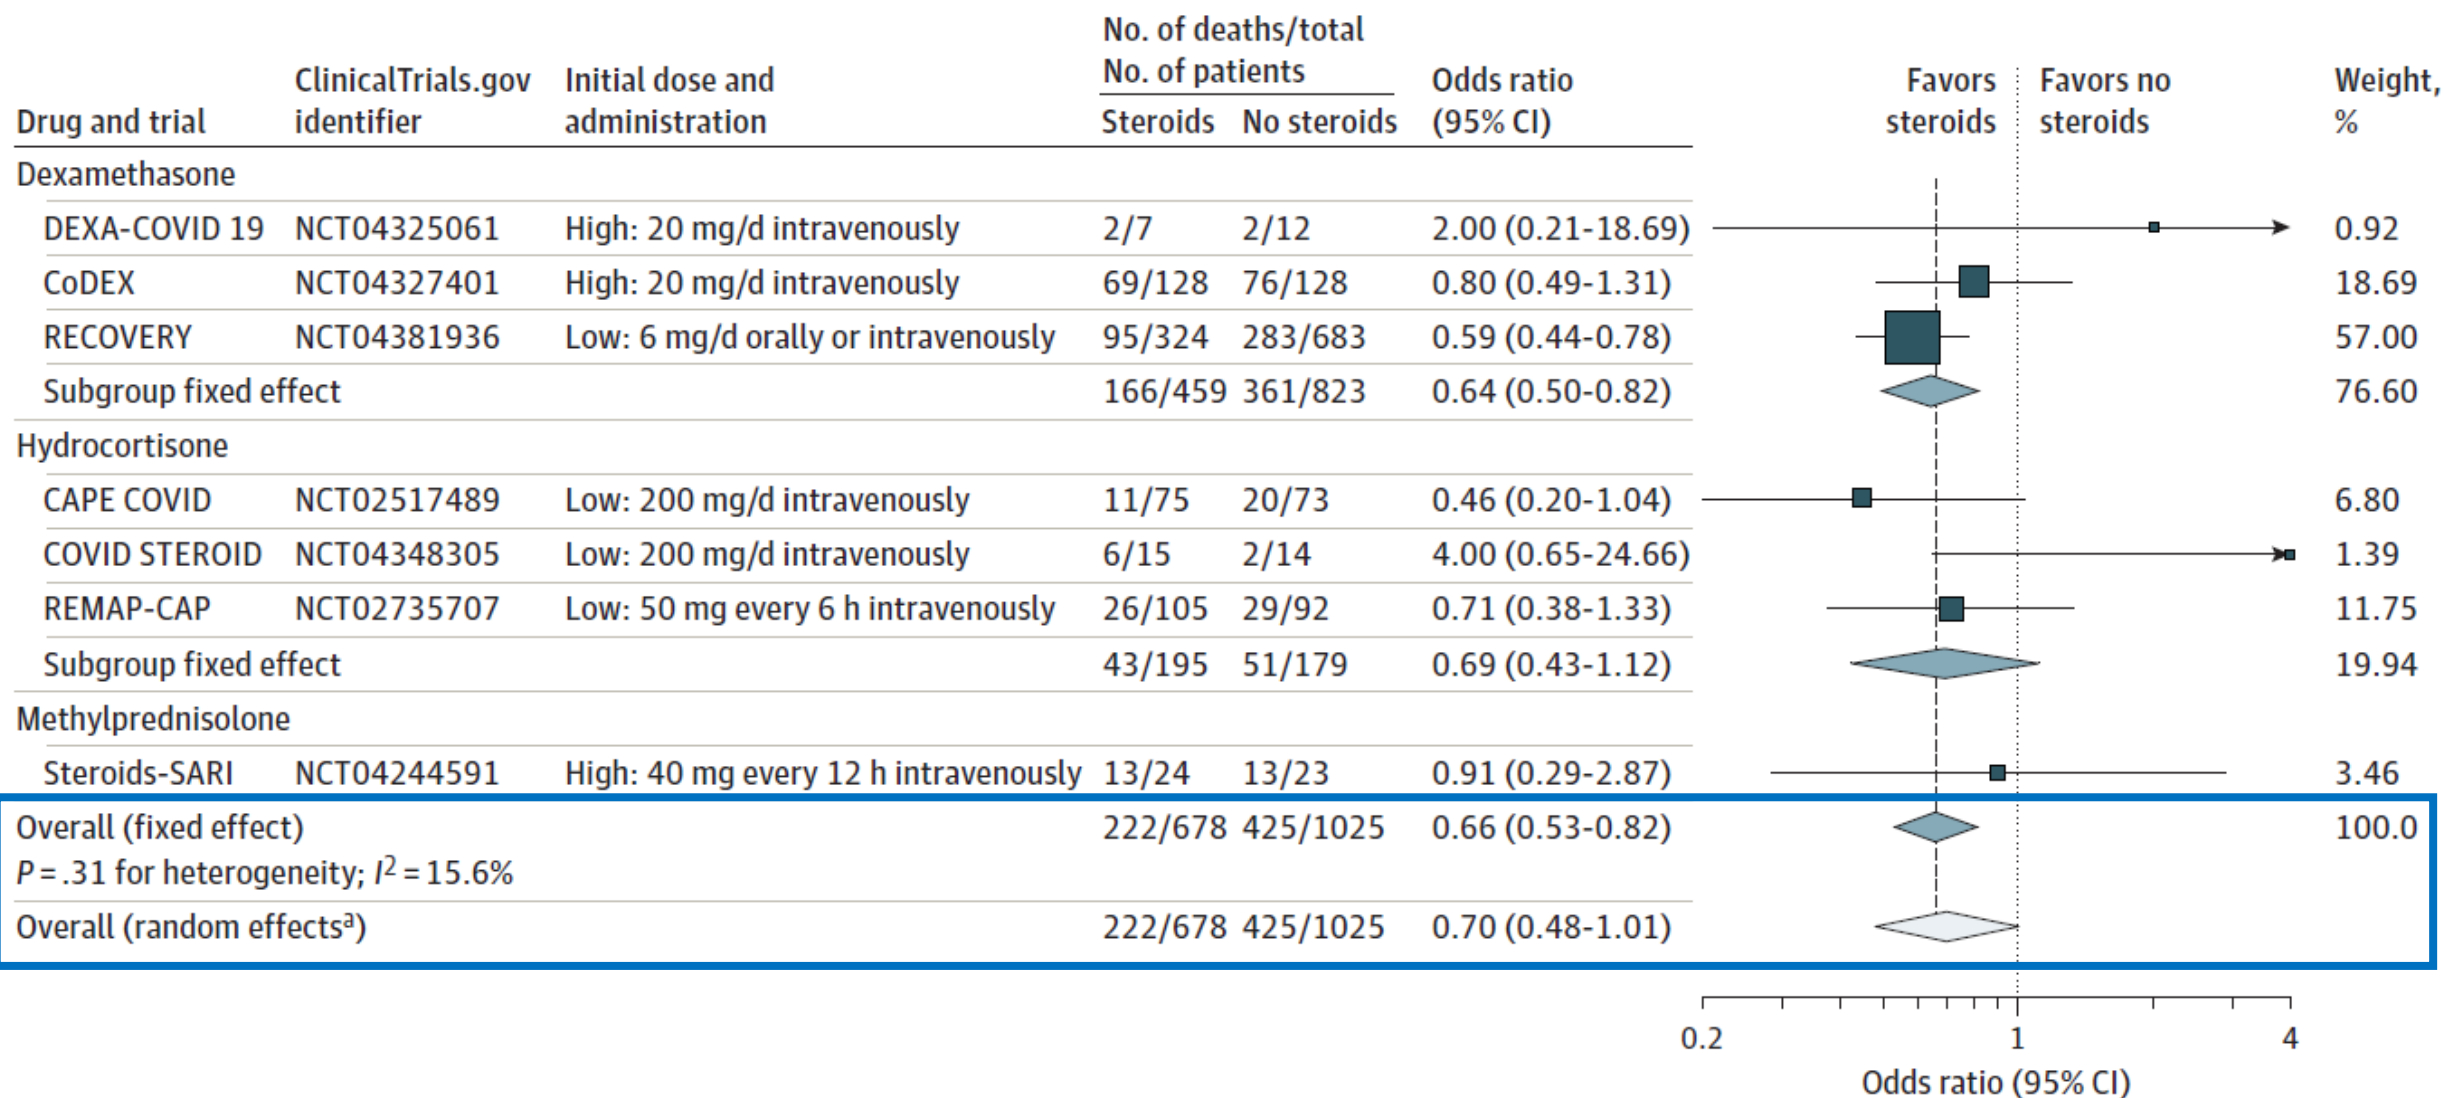 No. of deaths/total
No. of patients
ClinicalTrials.gov Initial dose and Odds ratio Favors Favors no Weight,
Drug and trial identifier administration Steroids No steroids (95% CI) steroids steroids %
Dexamethasone
DEXA-COVID 19 NCT04325061 High: 20 mg/d intravenously 2/7 2/12 2.00 (0.21-18.69) 0.92
CoDEX NCT04327401 High: 20 mg/d intravenously 69/128 76/128 0.80 (0.49-1.31) 18.69
RECOVERY NCT04381936 Low: 6 mg/d orally or intravenously 95/324 283/683 0.59 (0.44-0.78) 57.00
Subgroup fixed effect 166/459 361/823 0.64 (0.50-0.82) 76.60
Hydrocortisone
CAPE COVID NCT02517489 Low: 200 mg/d intravenously 11/75 20/73 0.46 (0.20-1.04) 6.80
COVID STEROID NCT04348305 Low: 200 mg/d intravenously 6/15 2/14 4.00 (0.65-24.66) 1.39
REMAP-CAP NCT02735707 Low: 50 mg every 6 h intravenously 26/105 29/92 0.71 (0.38-1.33) 11.75
Subgroup fixed effect 43/195 51/179 0.69 (0.43-1.12) 19.94
Methylprednisolone
Steroids-SARI NCT04244591 High: 40 mg every 12 h intravenously 13/24 13/23 0.91 (0.29-2.87) 3.46
Overall (fixed effect) 222/678 425/1025 0.66 (0.53-0.82) 100.0
P = .31 for heterogeneity; I² = 15.6%
Overall (random effectsᵃ) 222/678 425/1025 0.70 (0.48-1.01)
0.2 1 4
Odds ratio (95% CI)